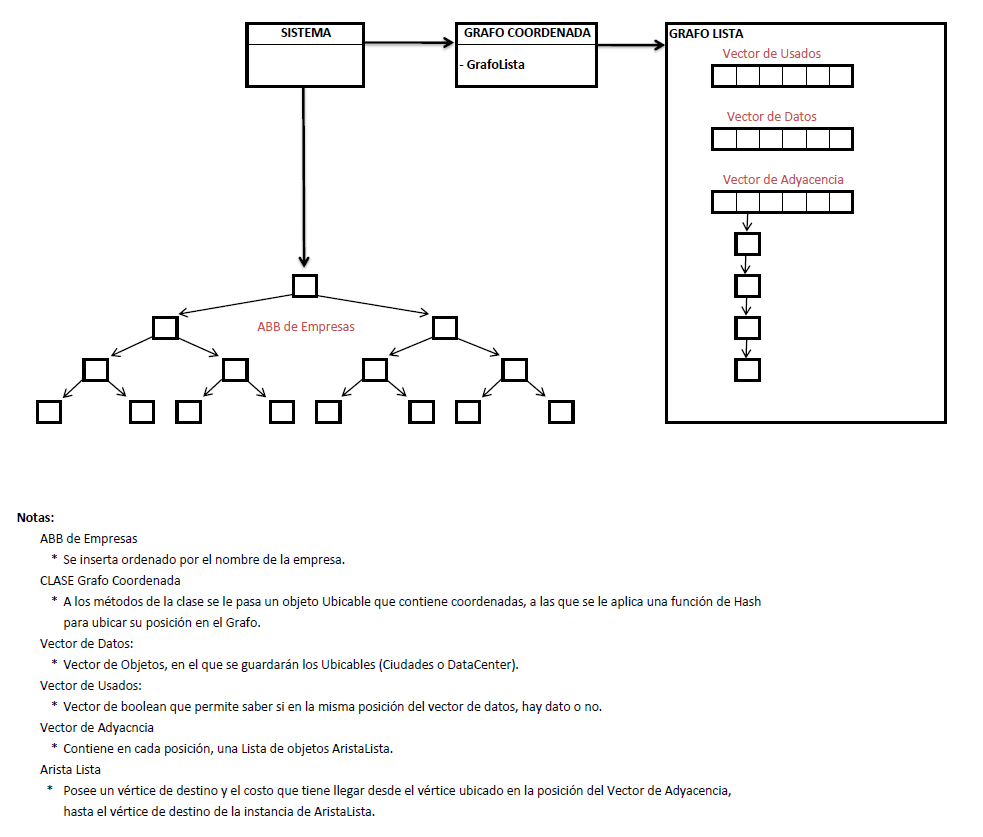 SISTEMA
GRAFO COORDENADA
- GrafoLista
GRAFO LISTA
Vector de Usados
Vector de Datos
Vector de Adyacencia
ABB de Empresas
Notas:
ABB de Empresas
* Se inserta ordenado por el nombre de la empresa.
CLASE Grafo Coordenada
* A los métodos de la clase se le pasa un objeto Ubicable que contiene coordenadas, a las que se le aplica una función de Hash
para ubicar su posición en el Grafo.
Vector de Datos:
* Vector de Objetos, en el que se guardarán los Ubicables (Ciudades o DataCenter).
Vector de Usados:
* Vector de boolean que permite saber si en la misma posición del vector de datos, hay dato o no.
Vector de Adyacncia
* Contiene en cada posición, una Lista de objetos AristaLista.
Arista Lista
* Posee un vértice de destino y el costo que tiene llegar desde el vértice ubicado en la posición del Vector de Adyacencia,
hasta el vértice de destino de la instancia de AristaLista.